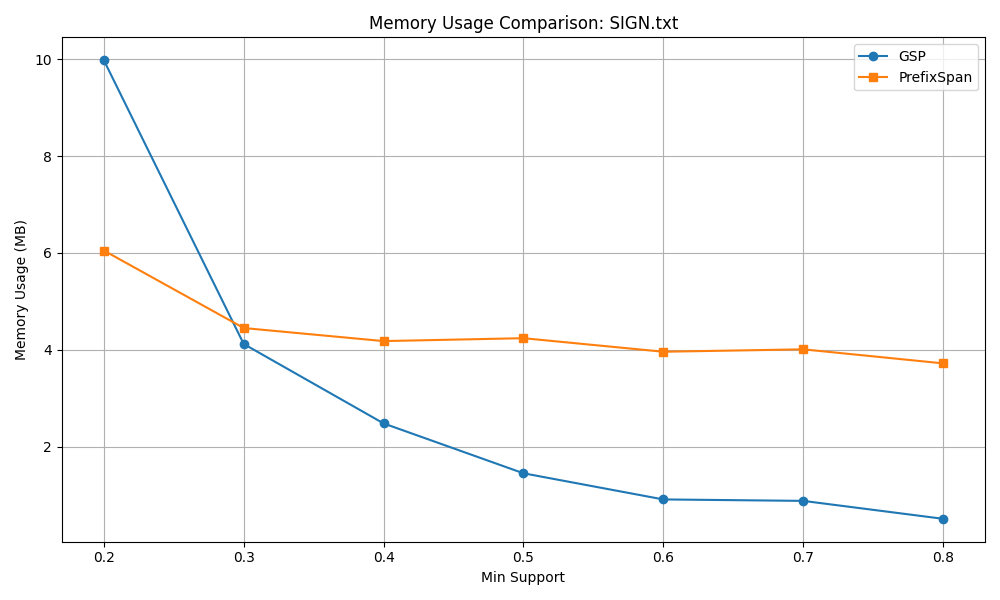 Memory Usage Comparison: SIGN.txt
GSP
PrefixSpan
Memory Usage (MB)
10
8
6
4
2
0.2 0.3 0.4 0.5 0.6 0.7 0.8
Min Support